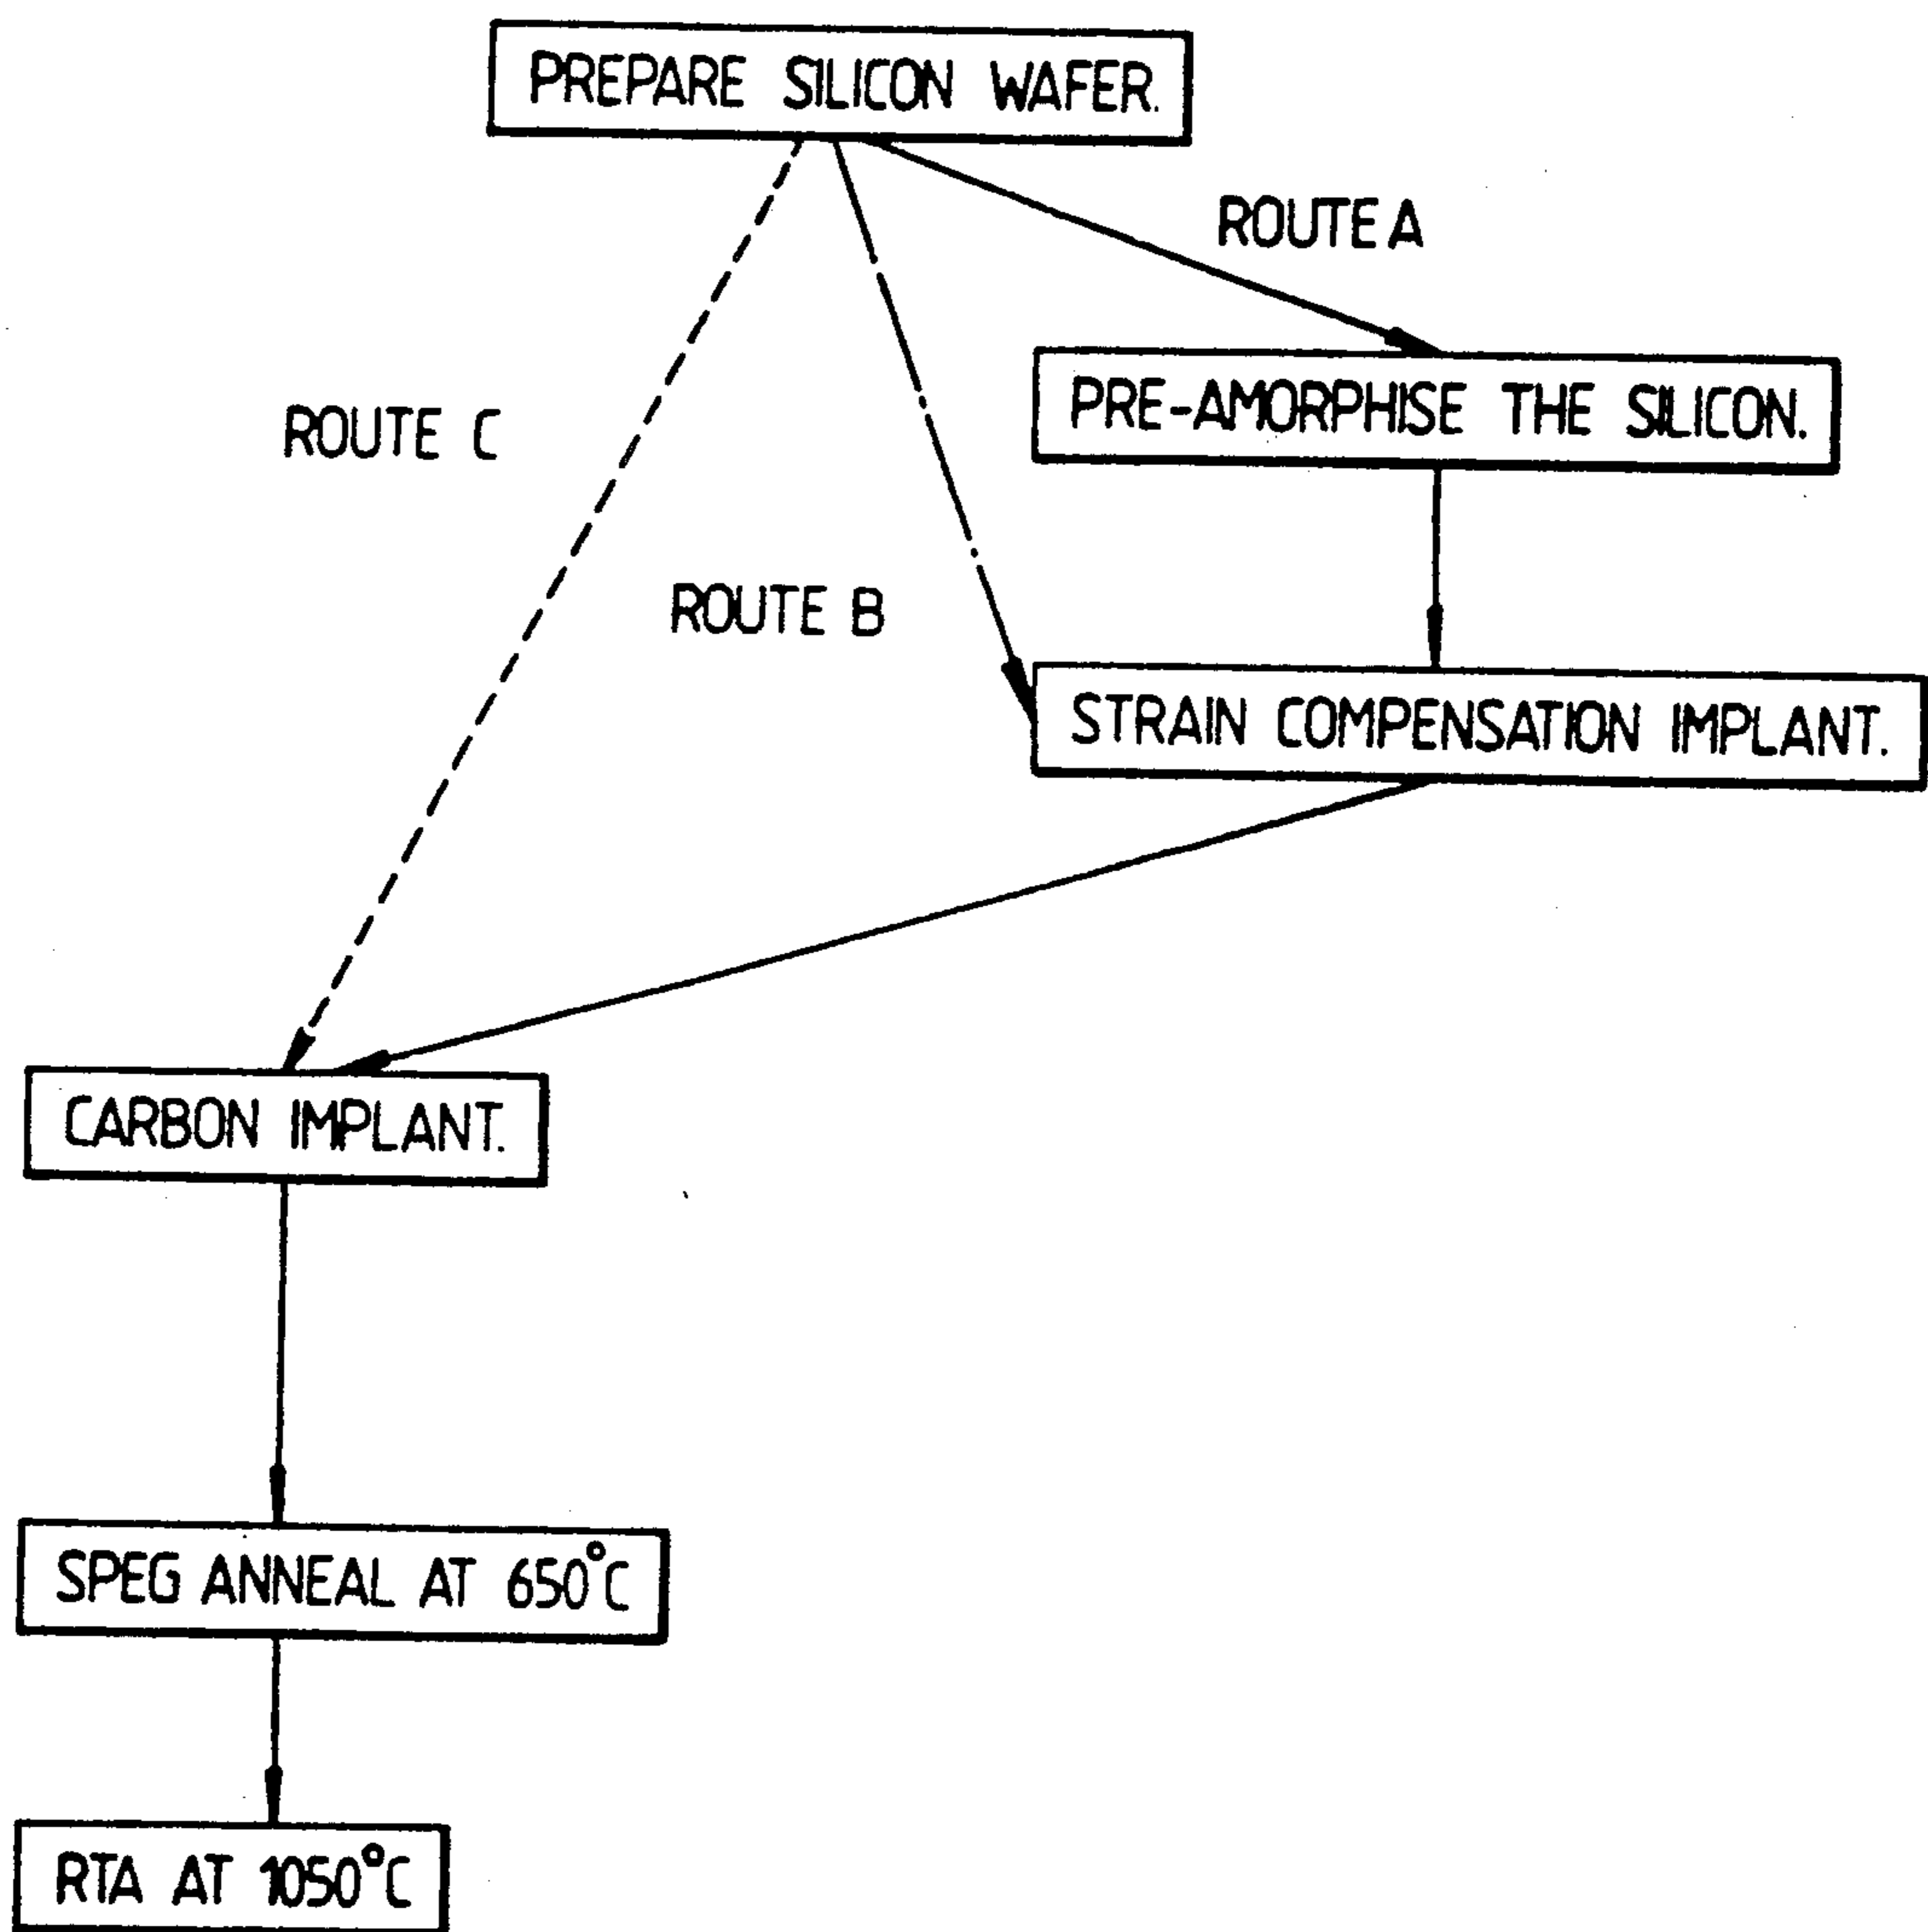 PREPARE SILICON WAFER.
ROUTE A
PRE-AMORPHISE THE SILICON.
ROUTE C
ROUTE B
STRAIN COMPENSATION IMPLANT.
CARBON IMPLANT.
SPEG ANNEAL AT 650°C
RTA AT 1050°C